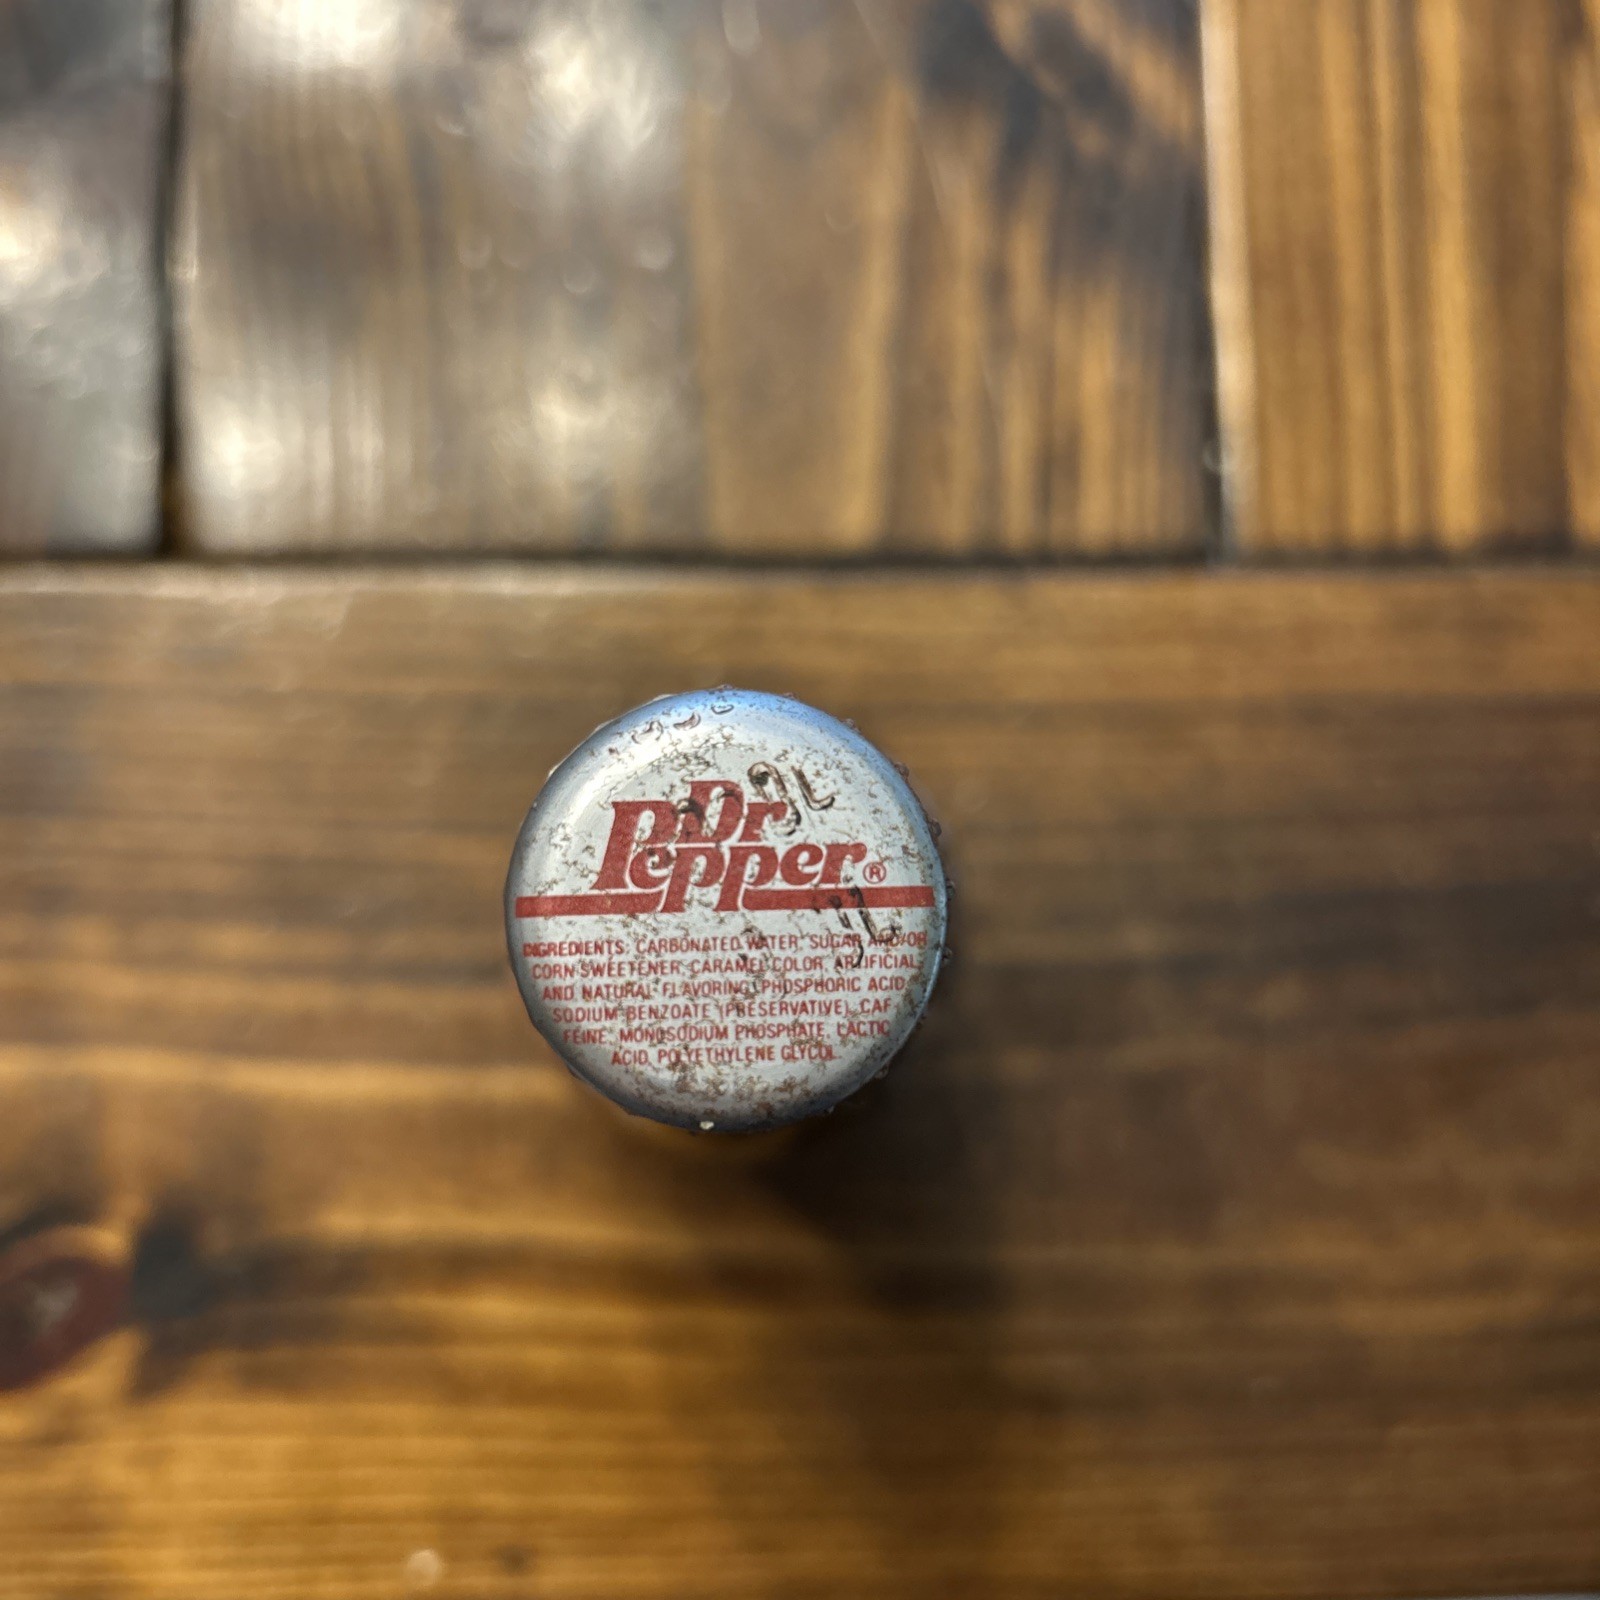 Dr
Pepper®
INGREDIENTS: CARBONATED WATER, SUGAR AND/OR
CORN SWEETENER, CARAMEL COLOR, ARTIFICIAL
AND NATURAL FLAVORING, PHOSPHORIC ACID,
SODIUM BENZOATE (PRESERVATIVE), CAF
FEINE, MONOSODIUM PHOSPHATE, LACTIC
ACID, POLYETHYLENE GLYCOL.